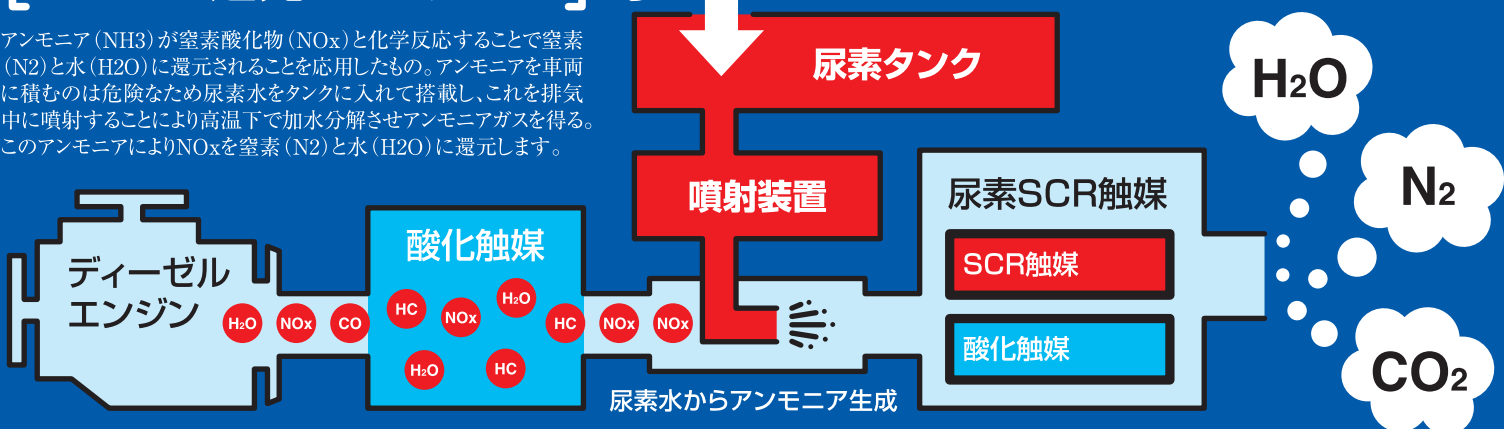 アンモニア（NH3）が窒素酸化物（NOx）と化学反応することで窒素
（N2）と水（H2O）に還元されることを応用したもの。アンモニアを車両
に積むのは危険なため尿素水をタンクに入れて搭載し、これを排気
中に噴射することにより高温下で加水分解させアンモニアガスを得る。
このアンモニアによりNOxを窒素（N2）と水（H2O）に還元します。
尿素タンク
噴射装置
ディーゼル
エンジン
H2O
NOx
CO
酸化触媒
HC
NOx
H2O
HC
H2O
HC
NOx
NOx
尿素水からアンモニア生成
尿素SCR触媒
SCR触媒
酸化触媒
H2O
N2
CO2